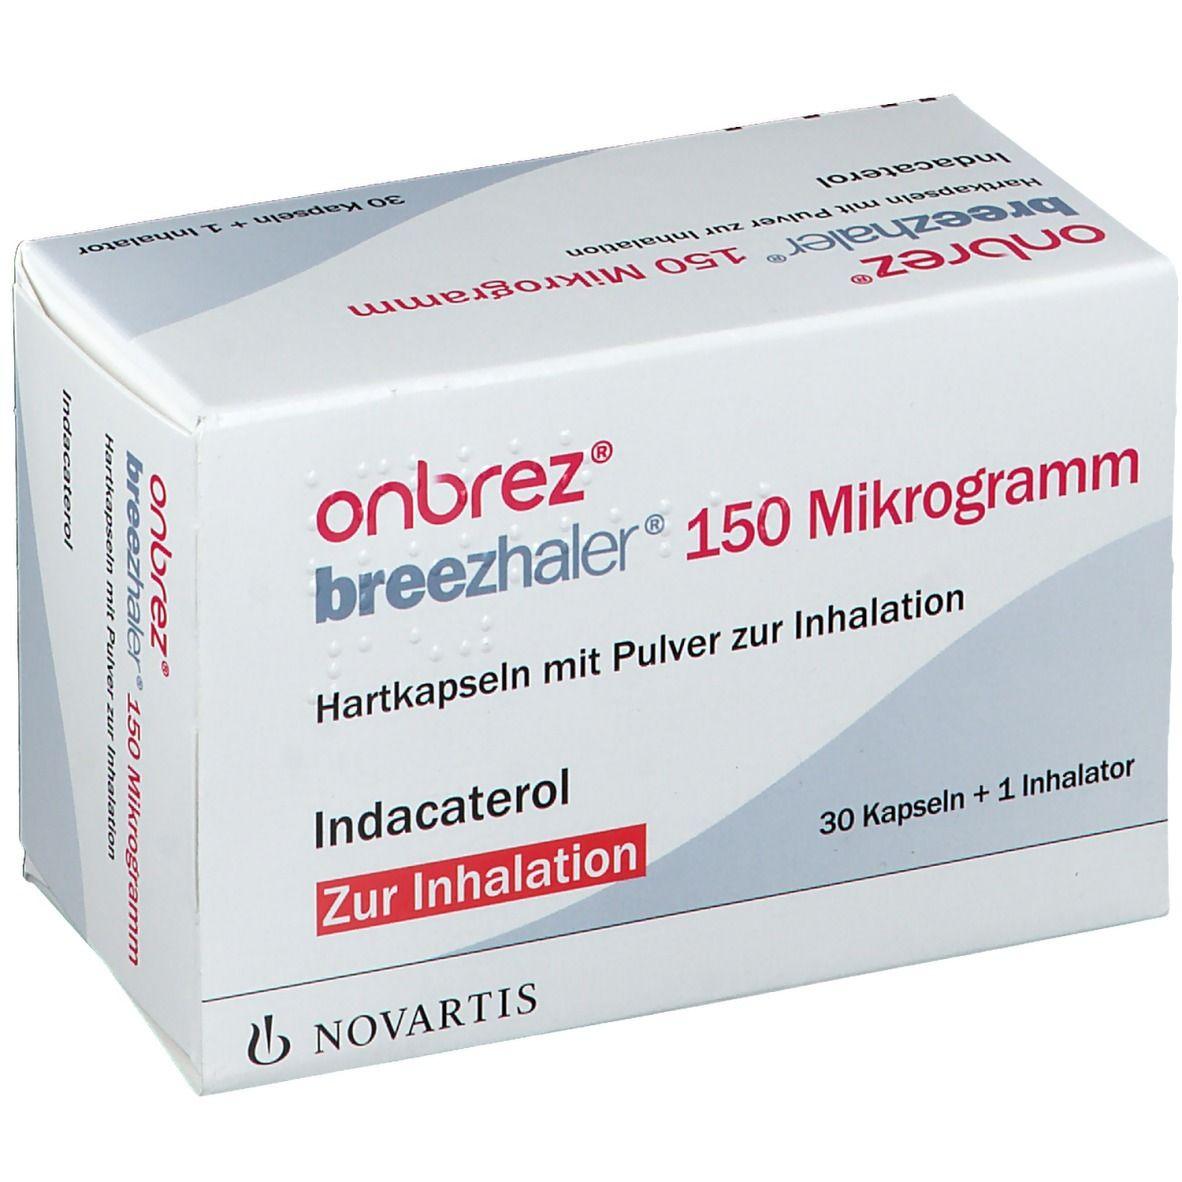 Indacaterol
Hartkapseln mit Pulver zur Inhalation
onbrez®
breezhaler® 150 Mikrogramm
30 Kapseln + 1 Inhalator
onbrez®
breezhaler® 150 Mikrogramm
Hartkapseln mit Pulver zur Inhalation
Indacaterol
onbrez®
breezhaler® 150 Mikrogramm
Hartkapseln mit Pulver zur Inhalation
Indacaterol
Zur Inhalation
30 Kapseln + 1 Inhalator
NOVARTIS